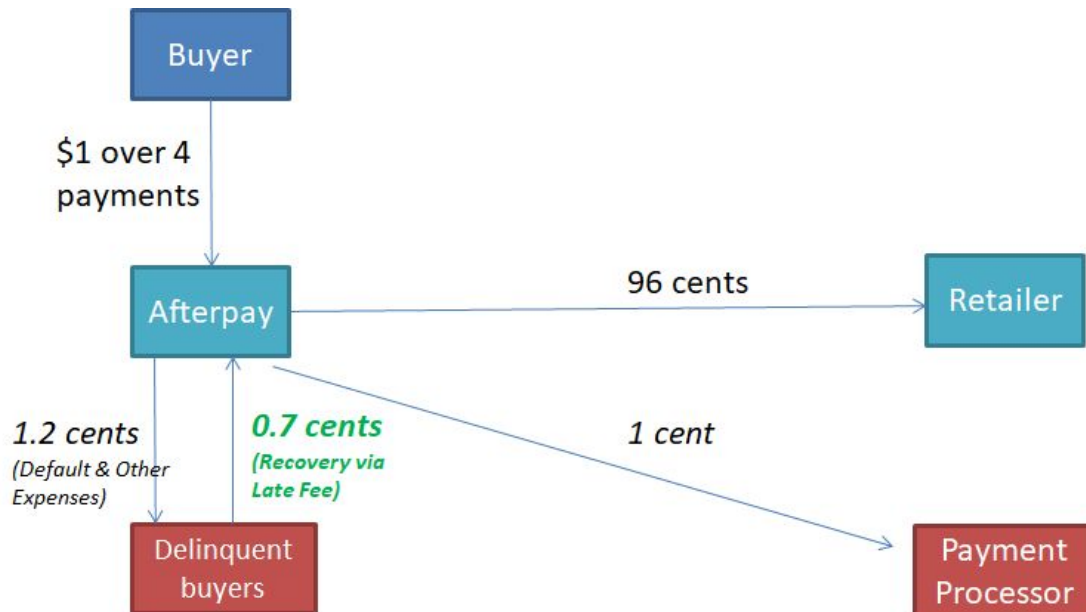 Buyer
$1 over 4
payments
Afterpay
96 cents
Retailer
1.2 cents
(Default & Other
Expenses)
0.7 cents
(Recovery via
Late Fee)
1 cent
Delinquent
buyers
Payment
Processor